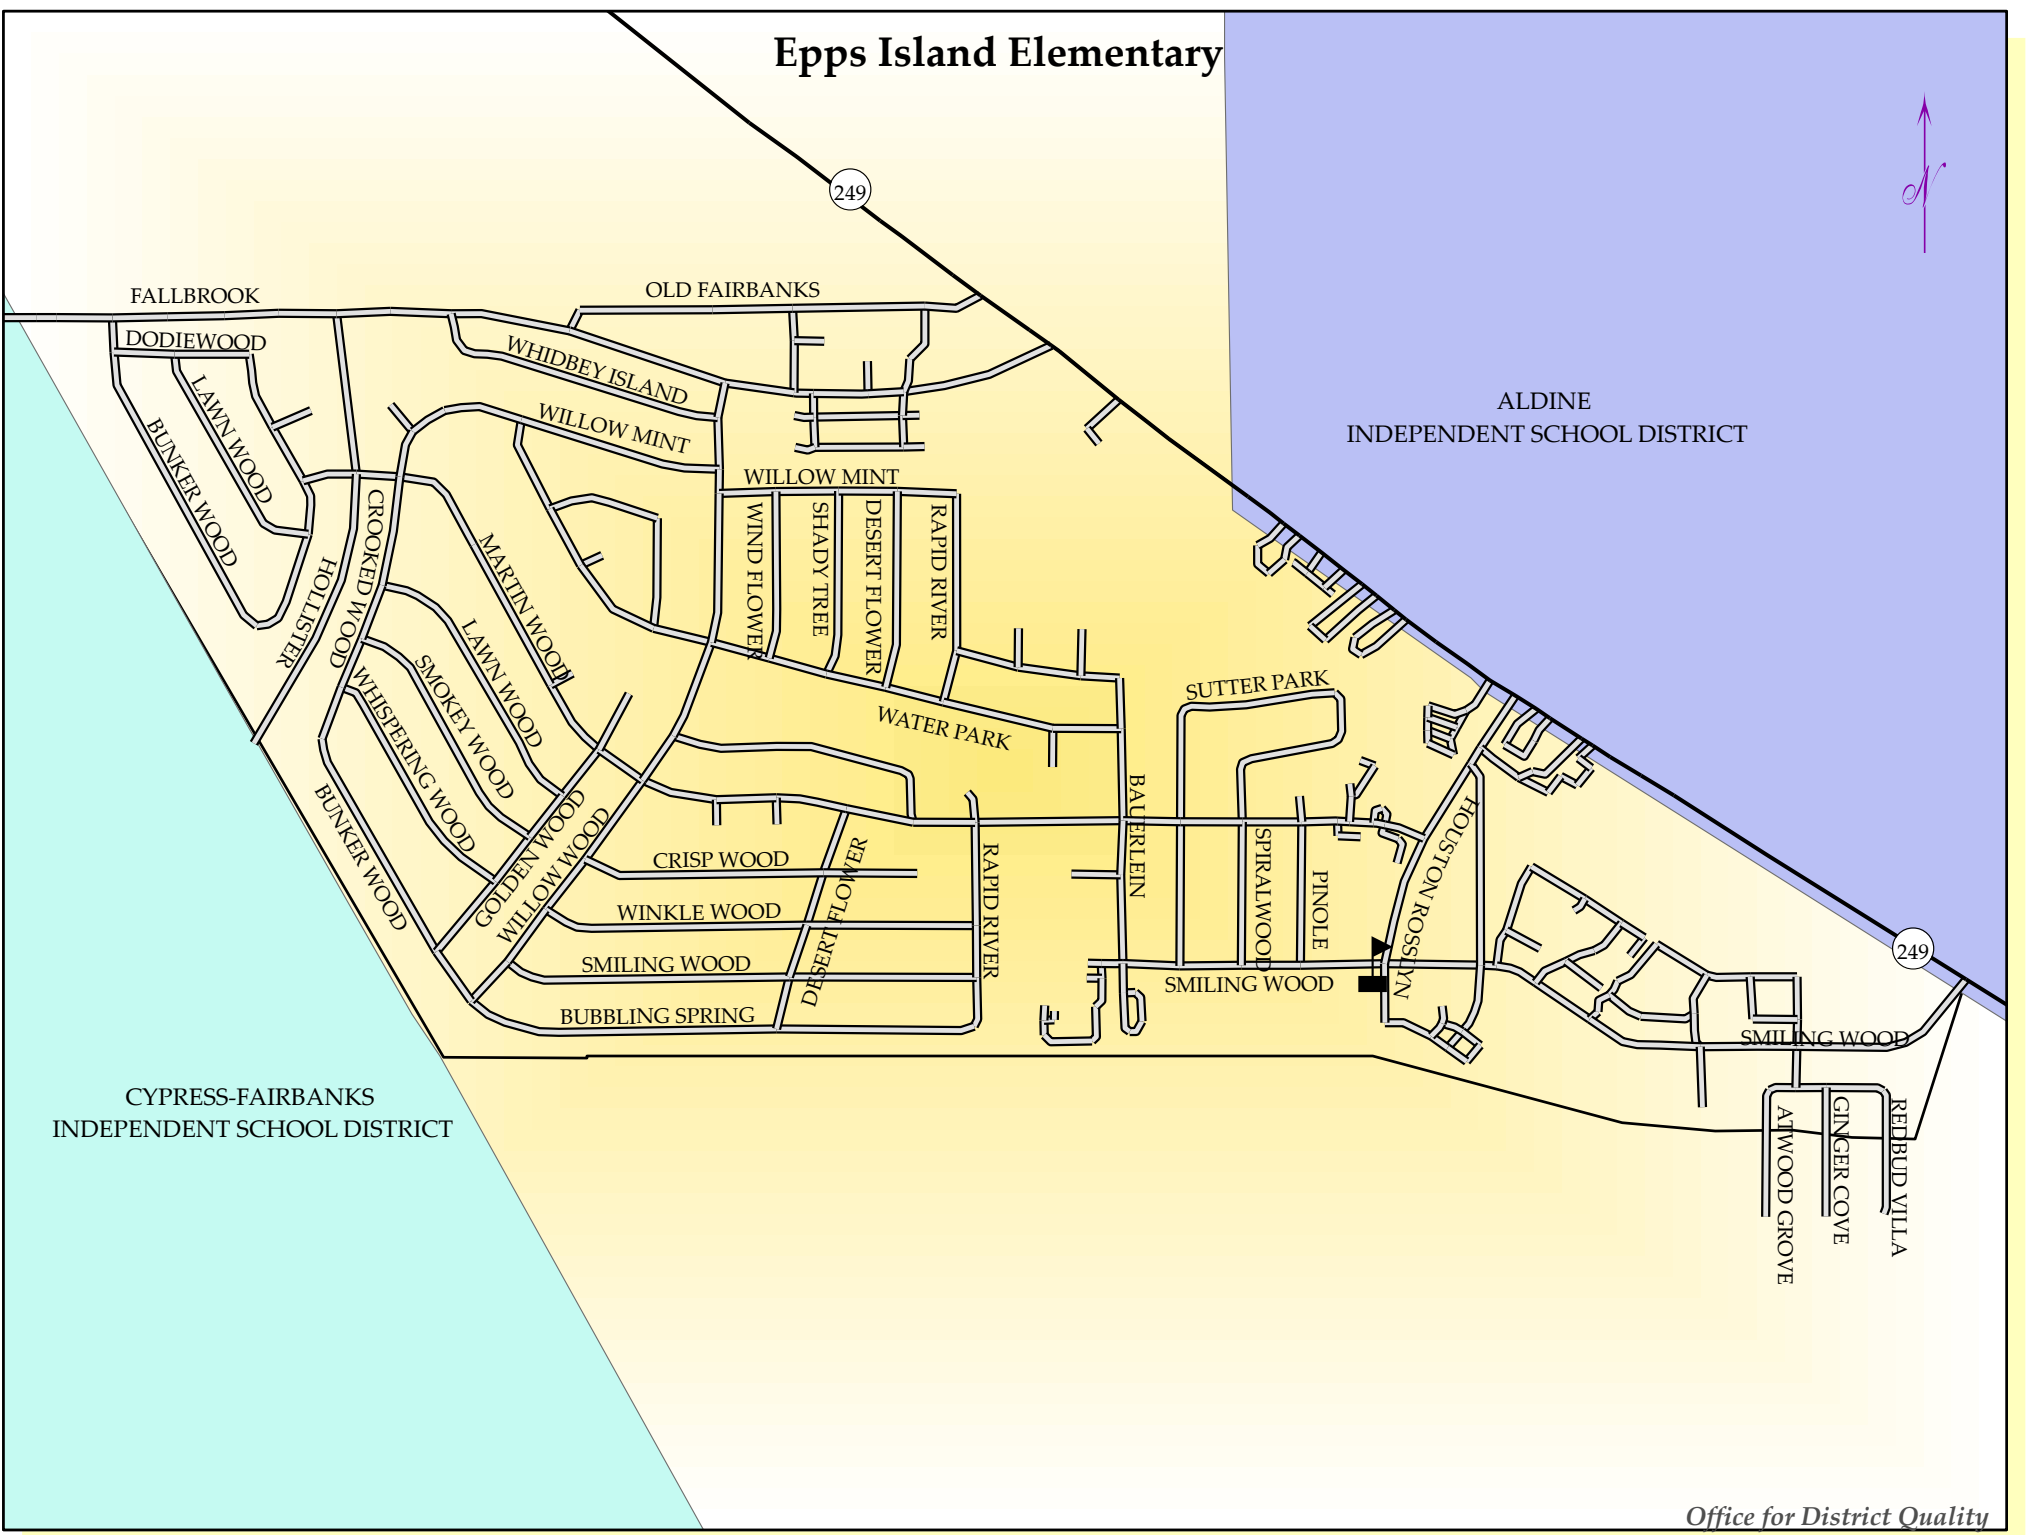 Epps Island Elementary
249
FALLBROOK
OLD FAIRBANKS
DODIEWOOD
WHIDBEY ISLAND
LAWN WOOD
BUNKER WOOD
WILLOW MINT
ALDINE
INDEPENDENT SCHOOL DISTRICT
WILLOW MINT
CROOKED WOOD
HOLLISTER
MARTIN WOOD
WIND FLOWER
SHADY TREE
DESERT FLOWER
RAPID RIVER
LAWN WOOD
SMOKEY WOOD
WHISPERING WOOD
SUTTER PARK
WATER PARK
BUNKER WOOD
GOLDEN WOOD
WILLOW WOOD
CRISP WOOD
DESERT FLOWER
RAPID RIVER
BAUERLEIN
SPIRALWOOD
PINOLE
HOUSTON ROSSLYN
WINKLE WOOD
249
SMILING WOOD
SMILING WOOD
BUBBLING SPRING
SMILING WOOD
CYPRESS-FAIRBANKS
INDEPENDENT SCHOOL DISTRICT
ATWOOD GROVE
GINGER COVE
REDBUD VILLA
N
Office for District Quality